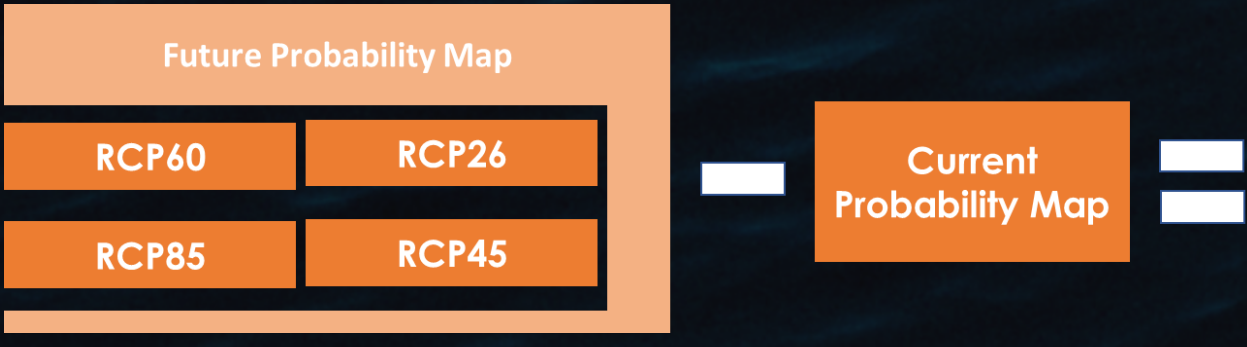 Future Probability Map
RCP60
RCP26
RCP85
RCP45
Current
Probability Map